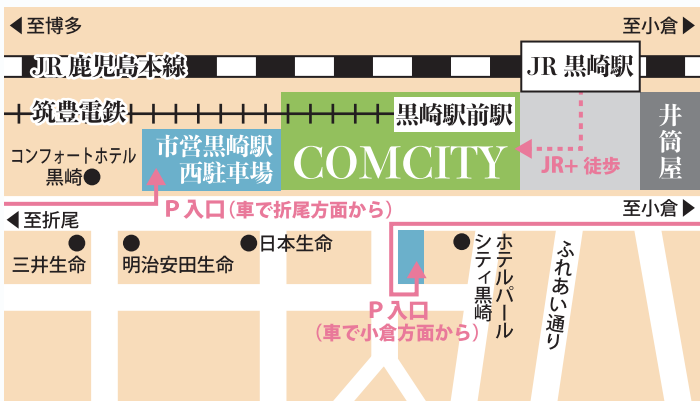 ◀至博多
至小倉▶
JR 鹿児島本線
JR 黒崎駅
筑豊電鉄
黒崎駅前駅
井筒屋
市営黒崎駅
西駐車場
COMCITY
コンフォートホテル
黒崎●
JR+ 徒歩
P 入口(車で折尾方面から)
◀至折尾
至小倉▶
三井生命
明治安田生命
日本生命
ホテルパール
シティ黒崎
ふれあい通り
P 入口
(車で小倉方面から)